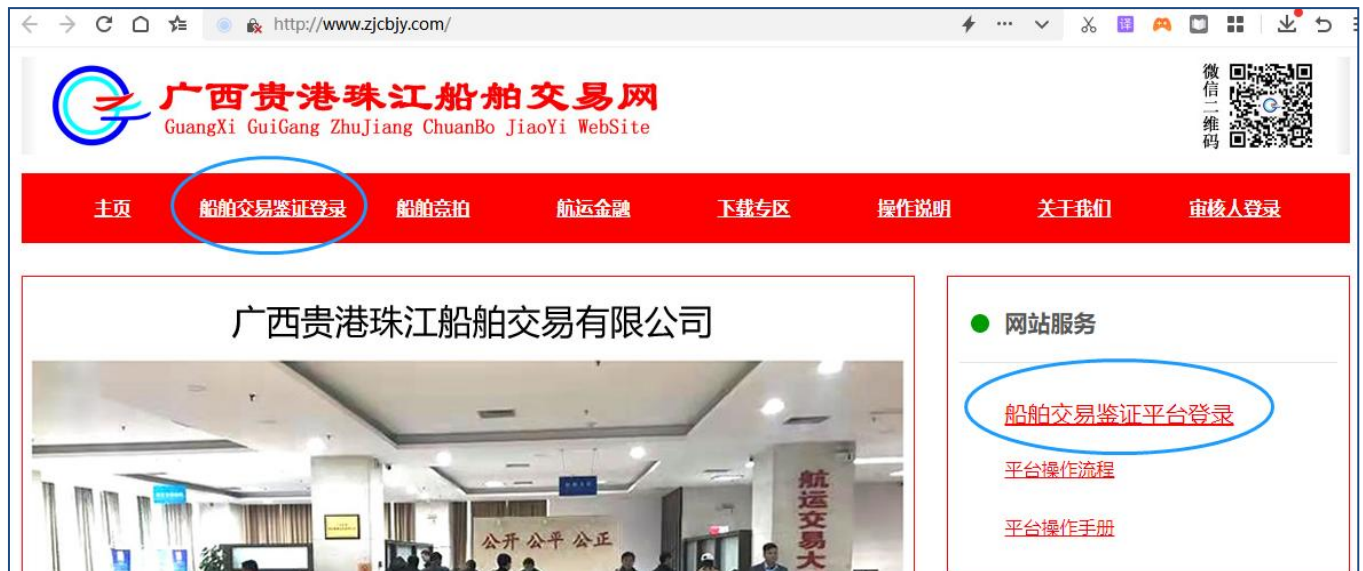 http://www.zjcbjy.com/
译
广西贵港珠江船舶交易网
GuangXi GuiGang ZhuJiang ChuanBo JiaoYi WebSite
微信二维码
主页 船舶交易鉴证登录 船舶竞拍 航运金融 下载专区 操作说明 关于我们 审核人登录
广西贵港珠江船舶交易有限公司
公开 公平 公正
航运交易大
网站服务
船舶交易鉴证平台登录
平台操作流程
平台操作手册